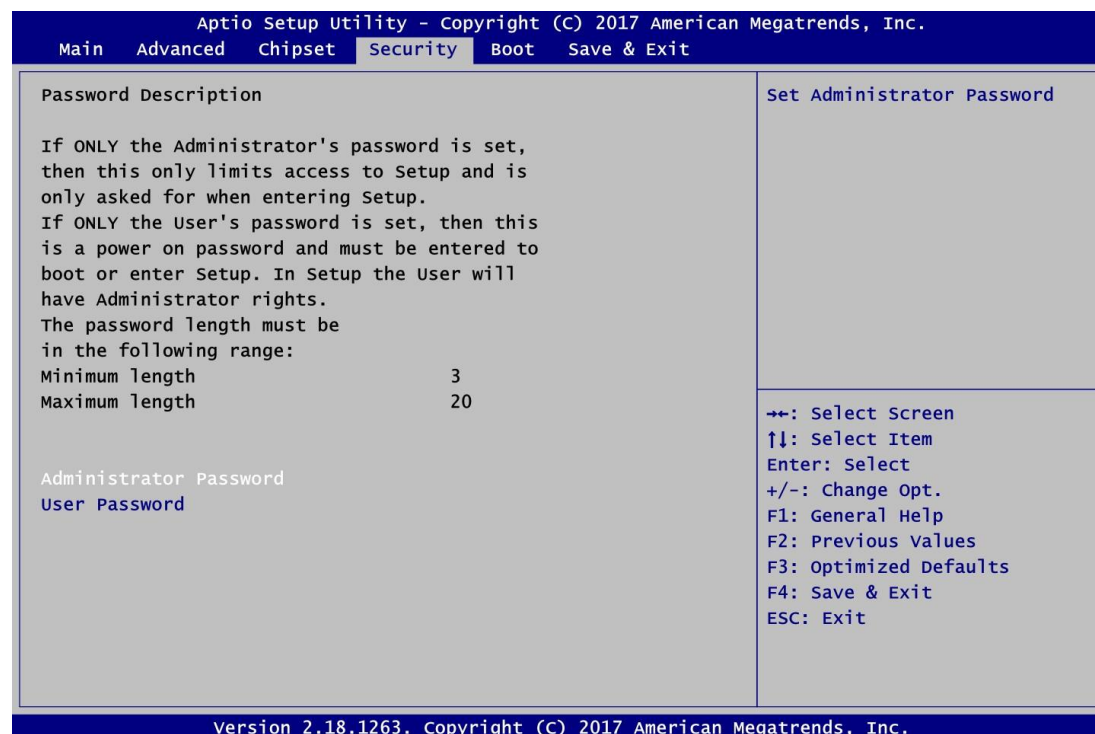 Aptio Setup Utility - Copyright (C) 2017 American Megatrends, Inc.
Main Advanced Chipset Security Boot Save & Exit
Password Description
If ONLY the Administrator's password is set,
then this only limits access to Setup and is
only asked for when entering Setup.
If ONLY the User's password is set, then this
is a power on password and must be entered to
boot or enter Setup. In Setup the User will
have Administrator rights.
The password length must be
in the following range:
Minimum length 3
Maximum length 20
Administrator Password
User Password
Set Administrator Password
→←: Select Screen
↑↓: Select Item
Enter: Select
+/-: Change Opt.
F1: General Help
F2: Previous Values
F3: Optimized Defaults
F4: Save & Exit
ESC: Exit
Version 2.18.1263. Copyright (C) 2017 American Megatrends, Inc.